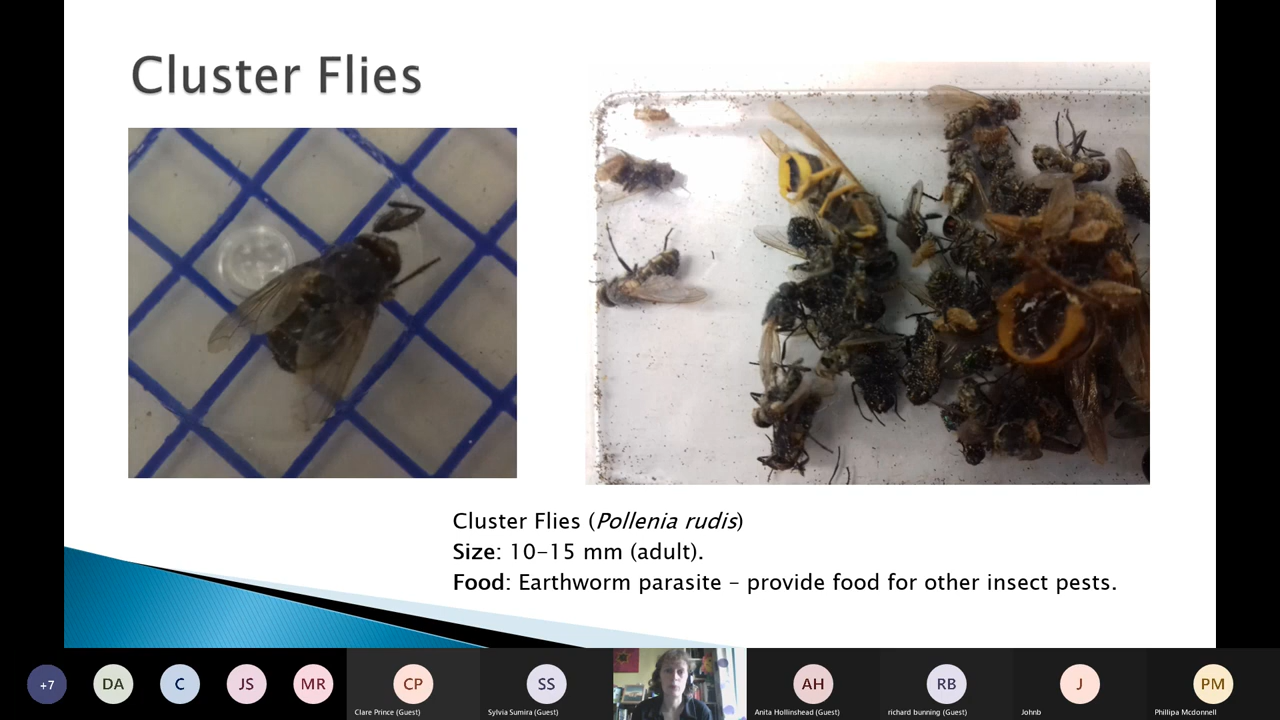 Cluster Flies
Cluster Flies (Pollenia rudis)
Size: 10-15 mm (adult).
Food: Earthworm parasite – provide food for other insect pests.
+7
DA
C
JS
MR
CP
SS
AH
RB
J
PM
Clare Prince (Guest)
Sylvia Sumira (Guest)
Anita Hollinshead (Guest)
richard bunning (Guest)
Johnb
Phillipa Mcdonnell